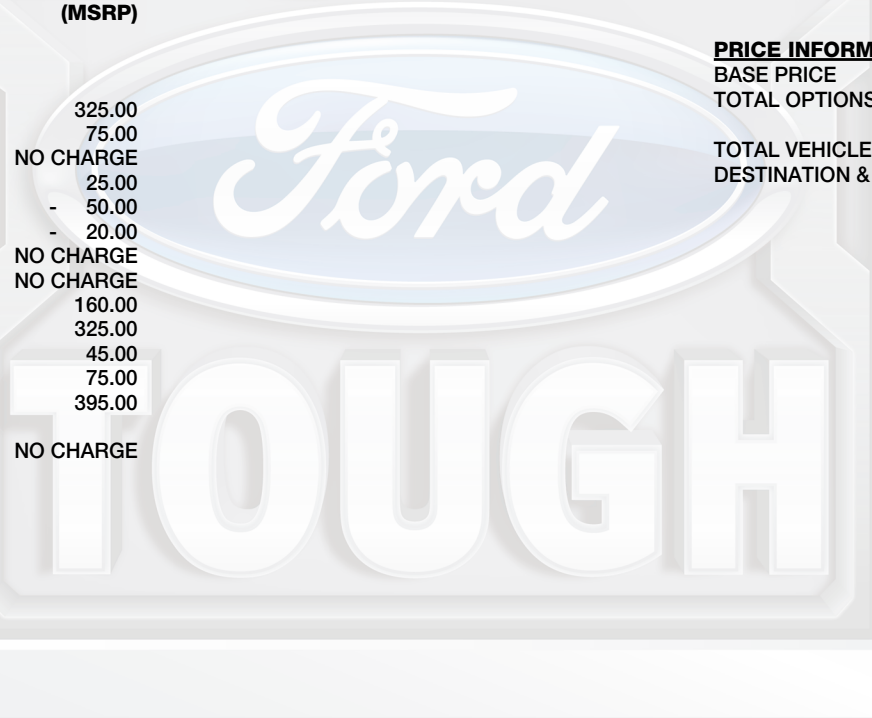 (MSRP)
325.00
75.00
NO CHARGE
25.00
- 50.00
- 20.00
NO CHARGE
NO CHARGE
160.00
325.00
45.00
75.00
395.00
NO CHARGE
PRICE INFORM
BASE PRICE
TOTAL OPTIONS
TOTAL VEHICLE
DESTINATION &
Ford
TOUGH